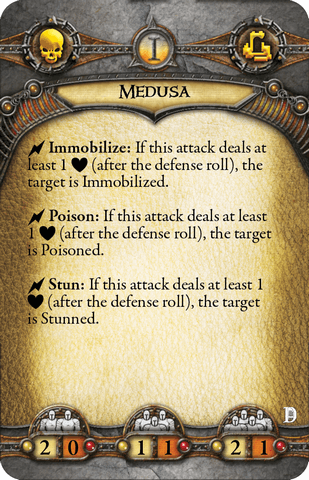 I
MEDUSA
Immobilize: If this attack deals at
least 1 (after the defense roll), the
target is Immobilized.
Poison: If this attack deals at least
1 (after the defense roll), the target
is Poisoned.
Stun: If this attack deals at least 1
(after the defense roll), the target
is Stunned.
D
2 0 1 1 2 1